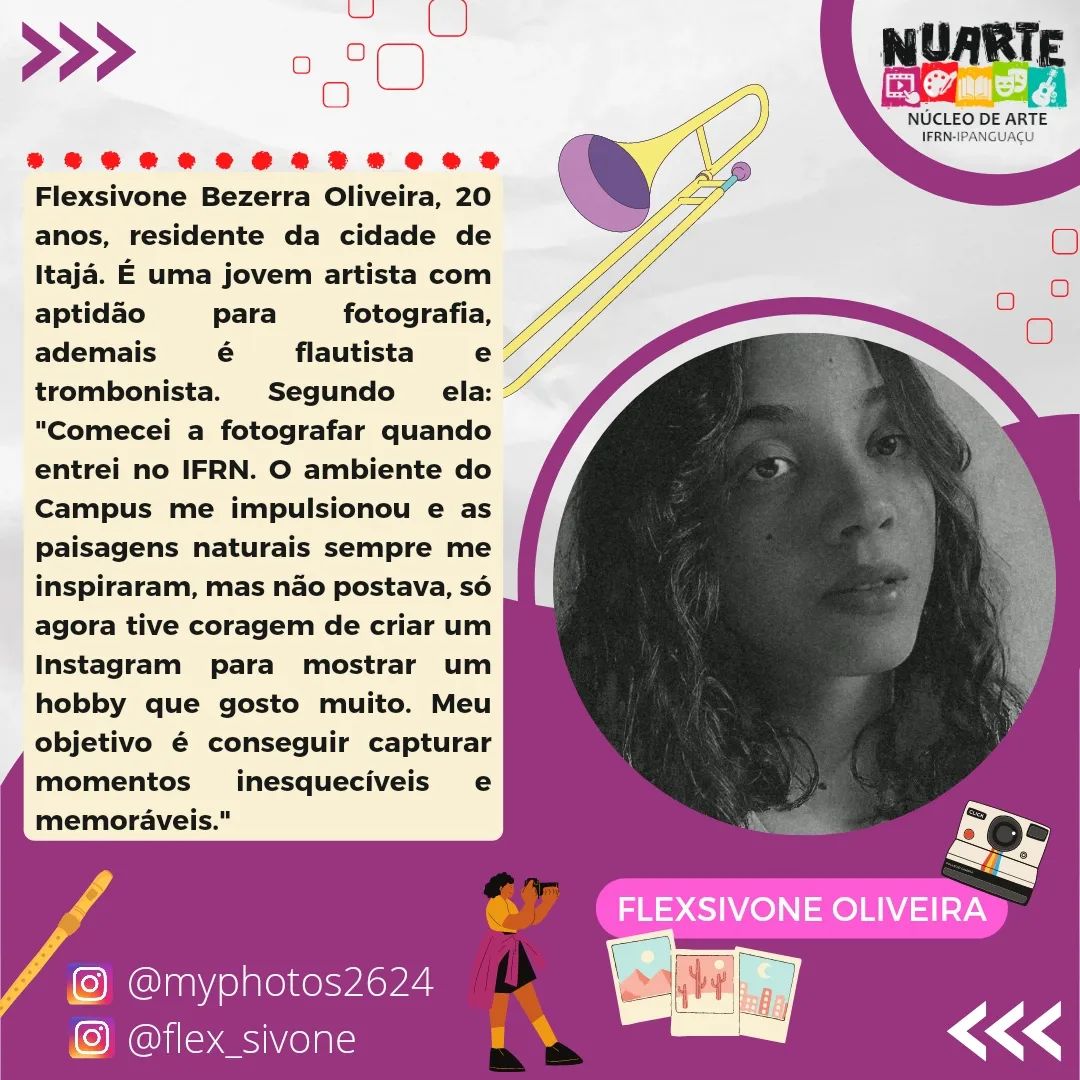 NUARTE
NÚCLEO DE ARTE
IFRN-IPANGUAÇU
Flexsivone Bezerra Oliveira, 20
anos, residente da cidade de
Itajá. É uma jovem artista com
aptidão para fotografia,
ademais é flautista e
trombonista. Segundo ela:
"Comecei a fotografar quando
entrei no IFRN. O ambiente do
Campus me impulsionou e as
paisagens naturais sempre me
inspiraram, mas não postava, só
agora tive coragem de criar um
Instagram para mostrar um
hobby que gosto muito. Meu
objetivo é conseguir capturar
momentos inesquecíveis e
memoráveis."
CLICK
FLEXSIVONE OLIVEIRA
@myphotos2624
@flex_sivone